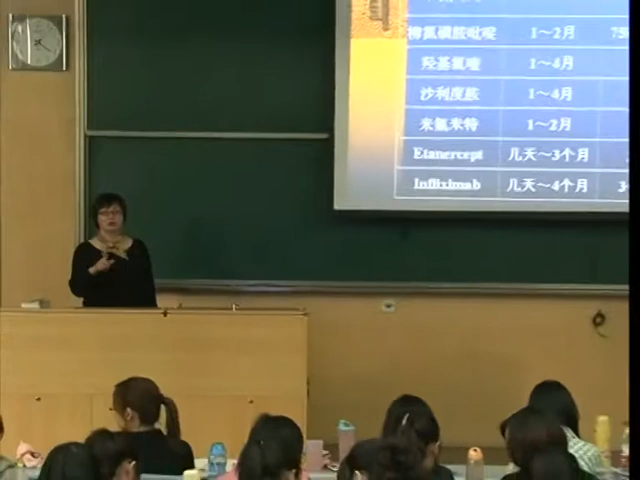 柳氮磺胺吡啶 1～2月
羟基氯喹 1～4月
沙利度胺 1～4月
来氟米特 1～2月
Etanercept 几天～3个月
Infliximab 几天～4个月